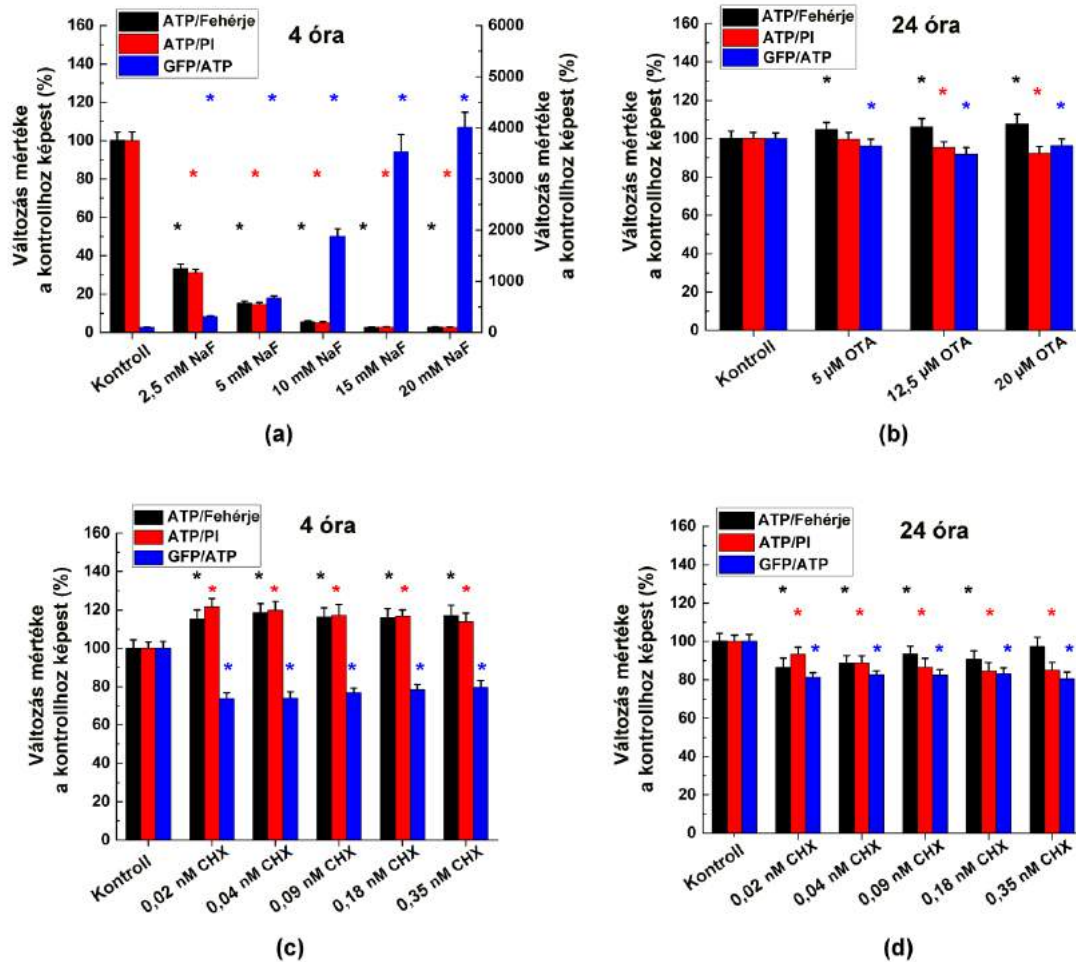 ATP/Fehérje
ATP/PI
GFP/ATP
4 óra
Változás mértéke
a kontrollhoz képest (%)
160
140
120
100
80
60
40
20
0
6000
5000
4000
3000
2000
1000
0
Változás mértéke
a kontrollhoz képest (%)
* * * * *
* * * * *
* * * * *
Kontroll
2,5 mM NaF
5 mM NaF
10 mM NaF
15 mM NaF
20 mM NaF
(a)
ATP/Fehérje
ATP/PI
GFP/ATP
24 óra
Változás mértéke
a kontrollhoz képest (%)
160
140
120
100
80
60
40
20
0
* * *
* *
* * *
Kontroll
5 µM OTA
12,5 µM OTA
20 µM OTA
(b)
ATP/Fehérje
ATP/PI
GFP/ATP
4 óra
Változás mértéke
a kontrollhoz képest (%)
160
140
120
100
80
60
40
20
0
* * * * *
* * * * *
* * * * *
Kontroll
0,02 nM CHX
0,04 nM CHX
0,09 nM CHX
0,18 nM CHX
0,35 nM CHX
(c)
ATP/Fehérje
ATP/PI
GFP/ATP
24 óra
Változás mértéke
a kontrollhoz képest (%)
160
140
120
100
80
60
40
20
0
* * * *
* * * * *
* * * * *
Kontroll
0,02 nM CHX
0,04 nM CHX
0,09 nM CHX
0,18 nM CHX
0,35 nM CHX
(d)